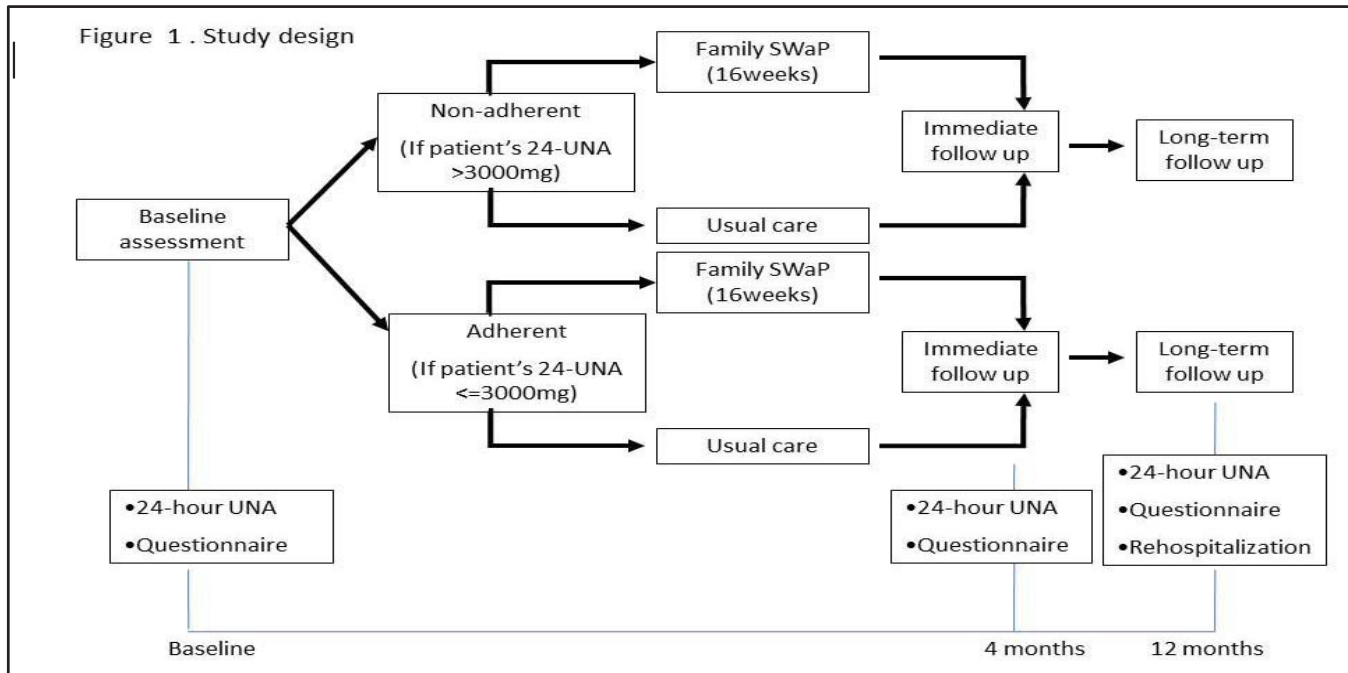 Figure 1 . Study design
Family SWaP
(16weeks)
Non-adherent
(If patient's 24-UNA
>3000mg)
Immediate
follow up
Long-term
follow up
Baseline
assessment
Usual care
Family SWaP
(16weeks)
Adherent
(If patient's 24-UNA
<=3000mg)
Immediate
follow up
Long-term
follow up
Usual care
•24-hour UNA
•Questionnaire
•24-hour UNA
•Questionnaire
•24-hour UNA
•Questionnaire
•Rehospitalization
Baseline
4 months
12 months